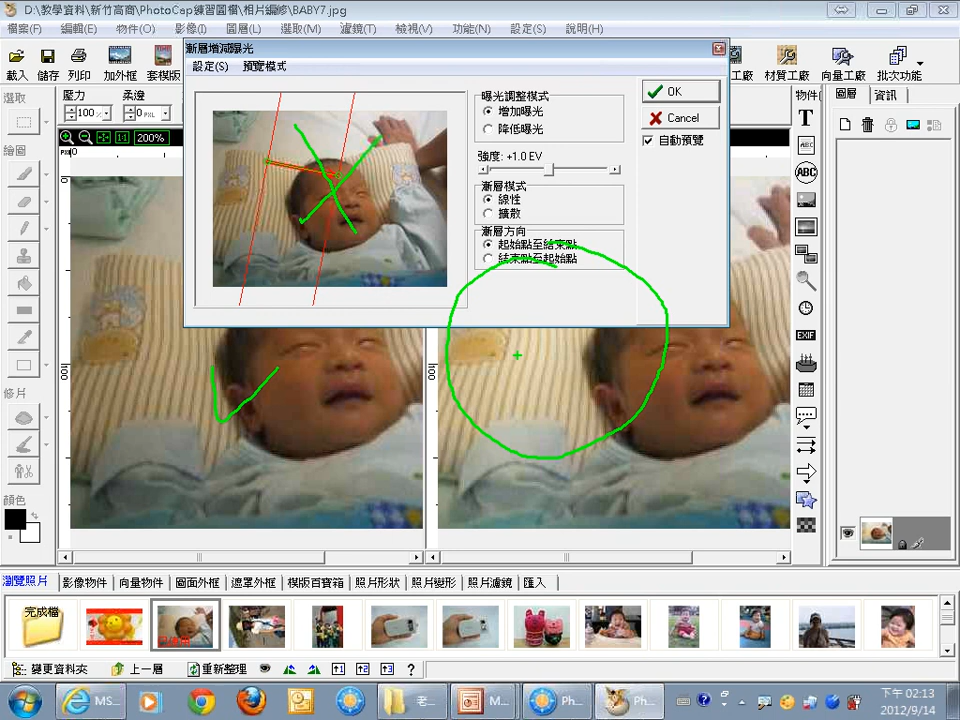 D:\教學資料\新竹高商\PhotoCap練習圖檔\相片編修\BABY7.jpg
檔案(F) 編輯(E) 物件(O) 影像(I) 圖層(L) 選取(M) 濾鏡(T) 檢視(V) 功能(N) 設定(S) 說明(H)
載入 儲存 列印 加外框 套模版 工廠 材質工廠 向量工廠 批次功能
漸層增減曝光
設定(S) 預覽模式
曝光調整模式
增加曝光
降低曝光
強度: +1.0 EV
漸層模式
線性
擴散
漸層方向
起始點至結束點
結束點至起始點
OK
Cancel
自動預覽
選取
壓力 柔邊
100 % 0 PXL
200%
PIX 0
0
100
100
繪圖
修片
顏色
物件
圖層 資訊
T
ABC
ABC
EXIF
瀏覽照片 影像物件 向量物件 圖面外框 遮罩外框 模版百寶箱 照片形狀 照片變形 照片濾鏡 匯入
完成檔
變更資料夾 上一層 重新整理 1 2 3 ?
MS... 老... M... Ph... Ph...
下午 02:13
2012/9/14